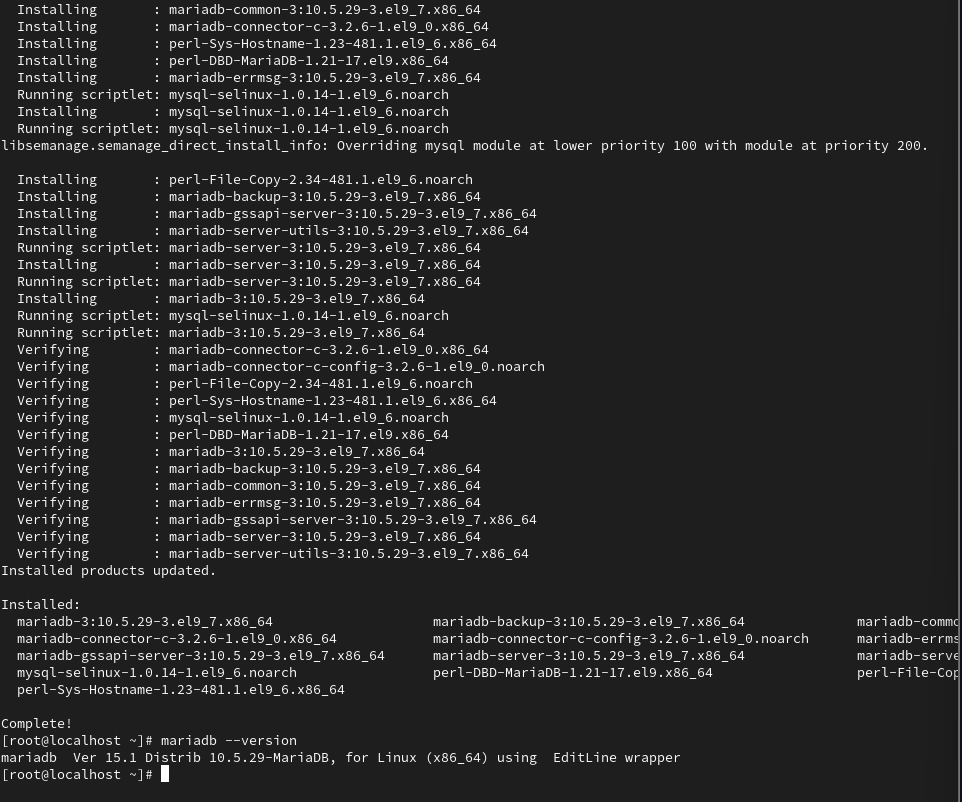 Installing       : mariadb-common-3:10.5.29-3.el9_7.x86_64
Installing       : mariadb-connector-c-3.2.6-1.el9_0.x86_64
Installing       : perl-Sys-Hostname-1.23-481.1.el9_6.x86_64
Installing       : perl-DBD-MariaDB-1.21-17.el9.x86_64
Installing       : mariadb-errmsg-3:10.5.29-3.el9_7.x86_64
Running scriptlet: mysql-selinux-1.0.14-1.el9_6.noarch
Installing       : mysql-selinux-1.0.14-1.el9_6.noarch
Running scriptlet: mysql-selinux-1.0.14-1.el9_6.noarch
libsemanage.semanage_direct_install_info: Overriding mysql module at lower priority 100 with module at priority 200.
Installing       : perl-File-Copy-2.34-481.1.el9_6.noarch
Installing       : mariadb-backup-3:10.5.29-3.el9_7.x86_64
Installing       : mariadb-gssapi-server-3:10.5.29-3.el9_7.x86_64
Installing       : mariadb-server-utils-3:10.5.29-3.el9_7.x86_64
Running scriptlet: mariadb-server-3:10.5.29-3.el9_7.x86_64
Installing       : mariadb-server-3:10.5.29-3.el9_7.x86_64
Running scriptlet: mariadb-server-3:10.5.29-3.el9_7.x86_64
Installing       : mariadb-3:10.5.29-3.el9_7.x86_64
Running scriptlet: mysql-selinux-1.0.14-1.el9_6.noarch
Running scriptlet: mariadb-3:10.5.29-3.el9_7.x86_64
Verifying        : mariadb-connector-c-3.2.6-1.el9_0.x86_64
Verifying        : mariadb-connector-c-config-3.2.6-1.el9_0.noarch
Verifying        : perl-File-Copy-2.34-481.1.el9_6.noarch
Verifying        : perl-Sys-Hostname-1.23-481.1.el9_6.x86_64
Verifying        : mysql-selinux-1.0.14-1.el9_6.noarch
Verifying        : perl-DBD-MariaDB-1.21-17.el9.x86_64
Verifying        : mariadb-3:10.5.29-3.el9_7.x86_64
Verifying        : mariadb-backup-3:10.5.29-3.el9_7.x86_64
Verifying        : mariadb-common-3:10.5.29-3.el9_7.x86_64
Verifying        : mariadb-errmsg-3:10.5.29-3.el9_7.x86_64
Verifying        : mariadb-gssapi-server-3:10.5.29-3.el9_7.x86_64
Verifying        : mariadb-server-3:10.5.29-3.el9_7.x86_64
Verifying        : mariadb-server-utils-3:10.5.29-3.el9_7.x86_64
Installed products updated.
Installed:
mariadb-3:10.5.29-3.el9_7.x86_64 mariadb-backup-3:10.5.29-3.el9_7.x86_64 mariadb-commo
mariadb-connector-c-3.2.6-1.el9_0.x86_64 mariadb-connector-c-config-3.2.6-1.el9_0.noarch mariadb-errms
mariadb-gssapi-server-3:10.5.29-3.el9_7.x86_64 mariadb-server-3:10.5.29-3.el9_7.x86_64 mariadb-serve
mysql-selinux-1.0.14-1.el9_6.noarch perl-DBD-MariaDB-1.21-17.el9.x86_64 perl-File-Cop
perl-Sys-Hostname-1.23-481.1.el9_6.x86_64
Complete!
[root@localhost ~]# mariadb --version
mariadb  Ver 15.1 Distrib 10.5.29-MariaDB, for Linux (x86_64) using  EditLine wrapper
[root@localhost ~]#